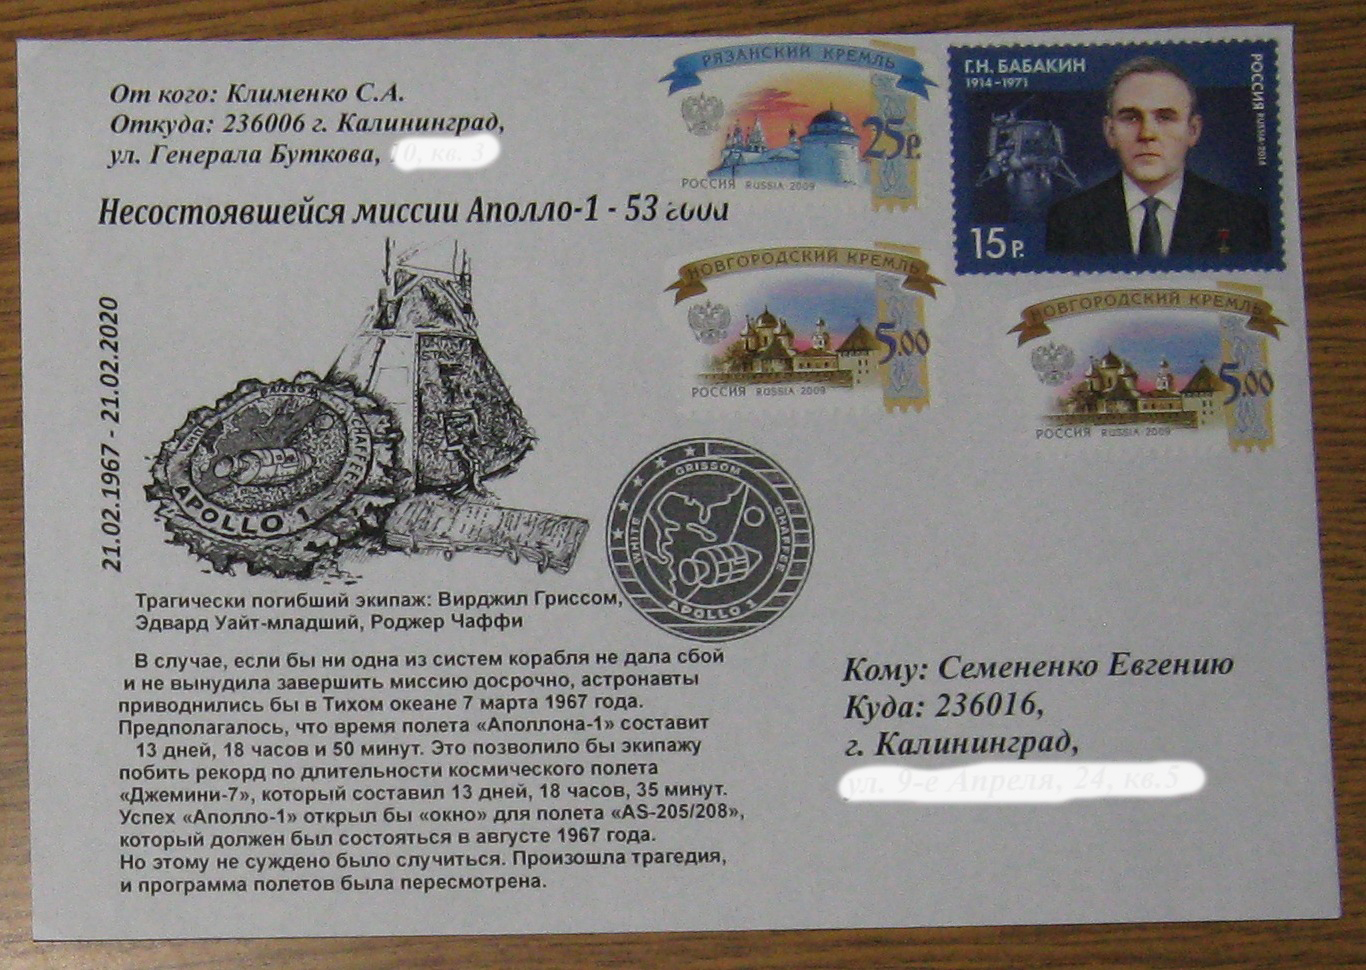 От кого: Клименко С.А.
Откуда: 236006 г. Калининград,
ул. Генерала Буткова,
Несостоявшейся миссии Аполло-1 - 53 года
21.02.1967 - 21.02.2020
РЯЗАНСКИЙ КРЕМЛЬ
25р.
РОССИЯ RUSSIA 2009
Г.Н. БАБАКИН
1914-1971
РОССИЯ RUSSIA·2014
15 Р.
НОВГОРОДСКИЙ КРЕМЛЬ
5.00
РОССИЯ RUSSIA 2009
НОВГОРОДСКИЙ КРЕМЛЬ
5.00
РОССИЯ RUSSIA 2009
GRISSOM
CHAFFEE
APOLLO 1
GRISSOM
WHITE
CHAFFEE
APOLLO 1
Трагически погибший экипаж: Вирджил Гриссом,
Эдвард Уайт-младший, Роджер Чаффи
В случае, если бы ни одна из систем корабля не дала сбой
и не вынудила завершить миссию досрочно, астронавты
приводнились бы в Тихом океане 7 марта 1967 года.
Предполагалось, что время полета «Аполлона-1» составит
13 дней, 18 часов и 50 минут. Это позволило бы экипажу
побить рекорд по длительности космического полета
«Джемини-7», который составил 13 дней, 18 часов, 35 минут.
Успех «Аполло-1» открыл бы «окно» для полета «AS-205/208»,
который должен был состояться в августе 1967 года.
Но этому не суждено было случиться. Произошла трагедия,
и программа полетов была пересмотрена.
Кому: Семененко Евгению
Куда: 236016,
г. Калининград,